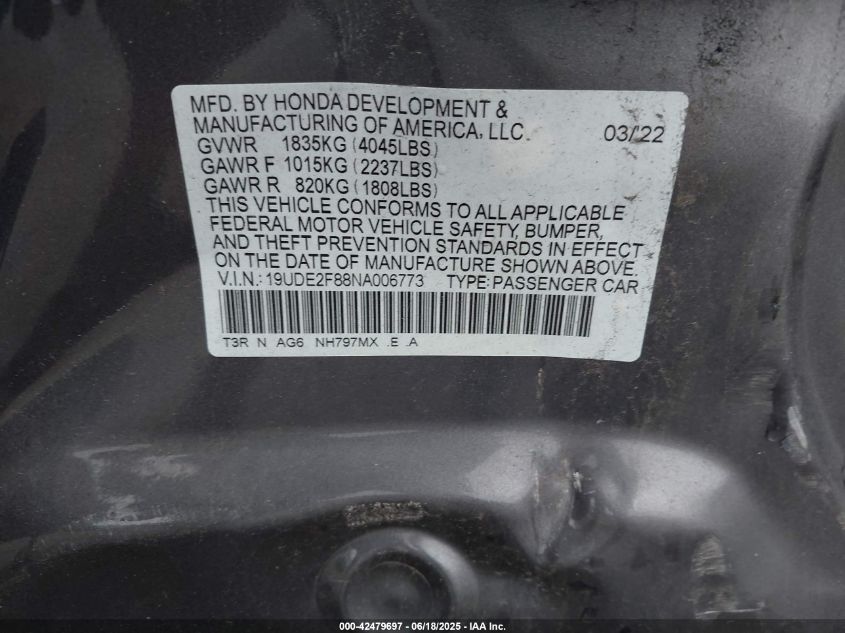 MFD. BY HONDA DEVELOPMENT &
MANUFACTURING OF AMERICA, LLC. 03/22
GVWR 1835KG (4045LBS)
GAWR F 1015KG (2237LBS)
GAWR R 820KG (1808LBS)
THIS VEHICLE CONFORMS TO ALL APPLICABLE
FEDERAL MOTOR VEHICLE SAFETY, BUMPER,
AND THEFT PREVENTION STANDARDS IN EFFECT
ON THE DATE OF MANUFACTURE SHOWN ABOVE.
V.I.N.: 19UDE2F88NA006773 TYPE: PASSENGER CAR
T3R N AG6 NH797MX .E .A
000-42479697 - 06/18/2025 - IAA Inc.